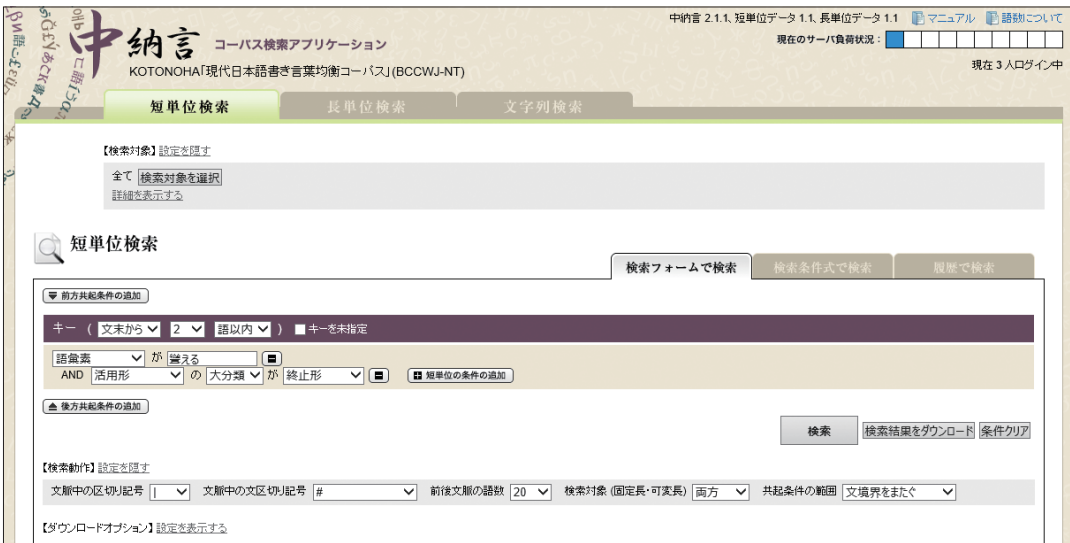 中納言 2.1.1、短単位データ 1.1、長単位データ 1.1 マニュアル 語数について
現在のサーバ負荷状況：
現在 3 人ログイン中
中納言 コーパス検索アプリケーション
KOTONOHA「現代日本語書き言葉均衡コーパス」(BCCWJ-NT)
短単位検索 長単位検索 文字列検索
【検索対象】設定を隠す
全て 検索対象を選択
詳細を表示する
短単位検索
検索フォームで検索 検索条件式で検索 履歴で検索
前方共起条件の追加
キー ( 文末から 2 語以内 ) キーを未指定
語彙素 が 覚える
AND 活用形 の 大分類 が 終止形 短単位の条件の追加
後方共起条件の追加
検索 検索結果をダウンロード 条件クリア
【検索動作】設定を隠す
文脈中の区切り記号 | 文脈中の文区切り記号 # 前後文脈の語数 20 検索対象 (固定長・可変長) 両方 共起条件の範囲 文境界をまたぐ
【ダウンロードオプション】設定を表示する